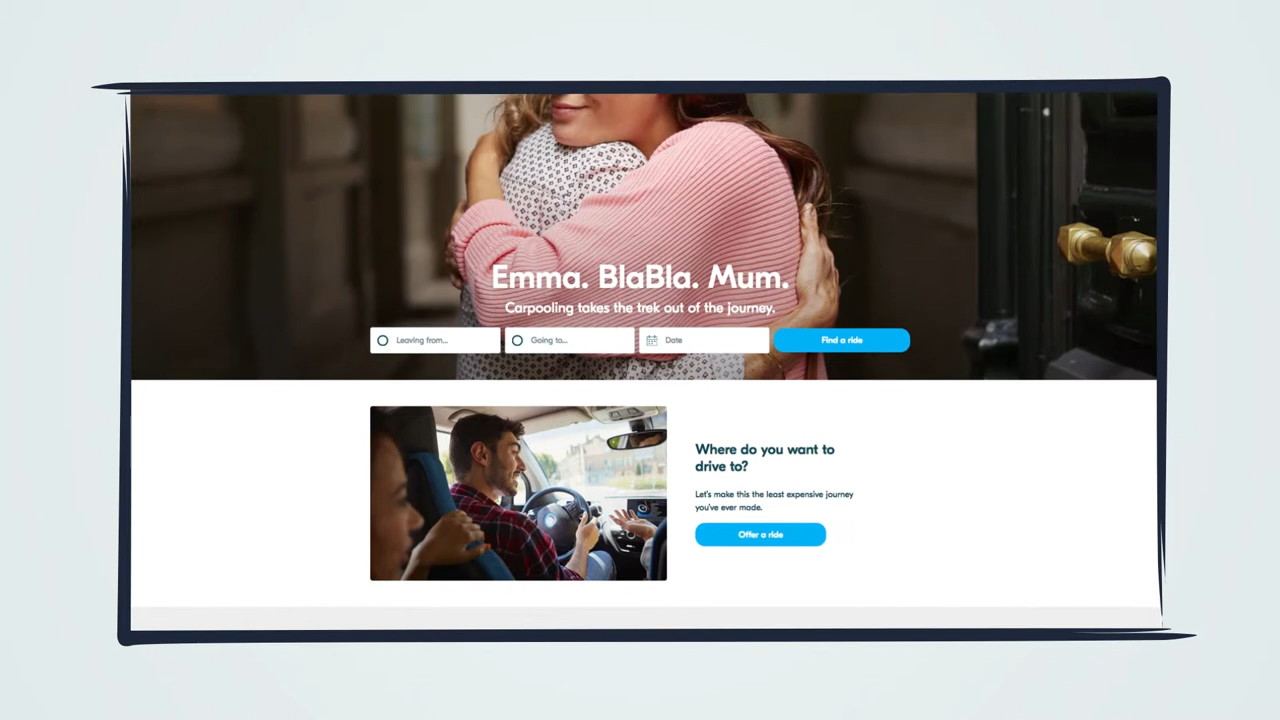 Emma. BlaBla. Mum.
Carpooling takes the trek out of the journey.
Leaving from...
Going to...
Date
Find a ride
Where do you want to
drive to?
Let's make this the least expensive journey
you've ever made.
Offer a ride